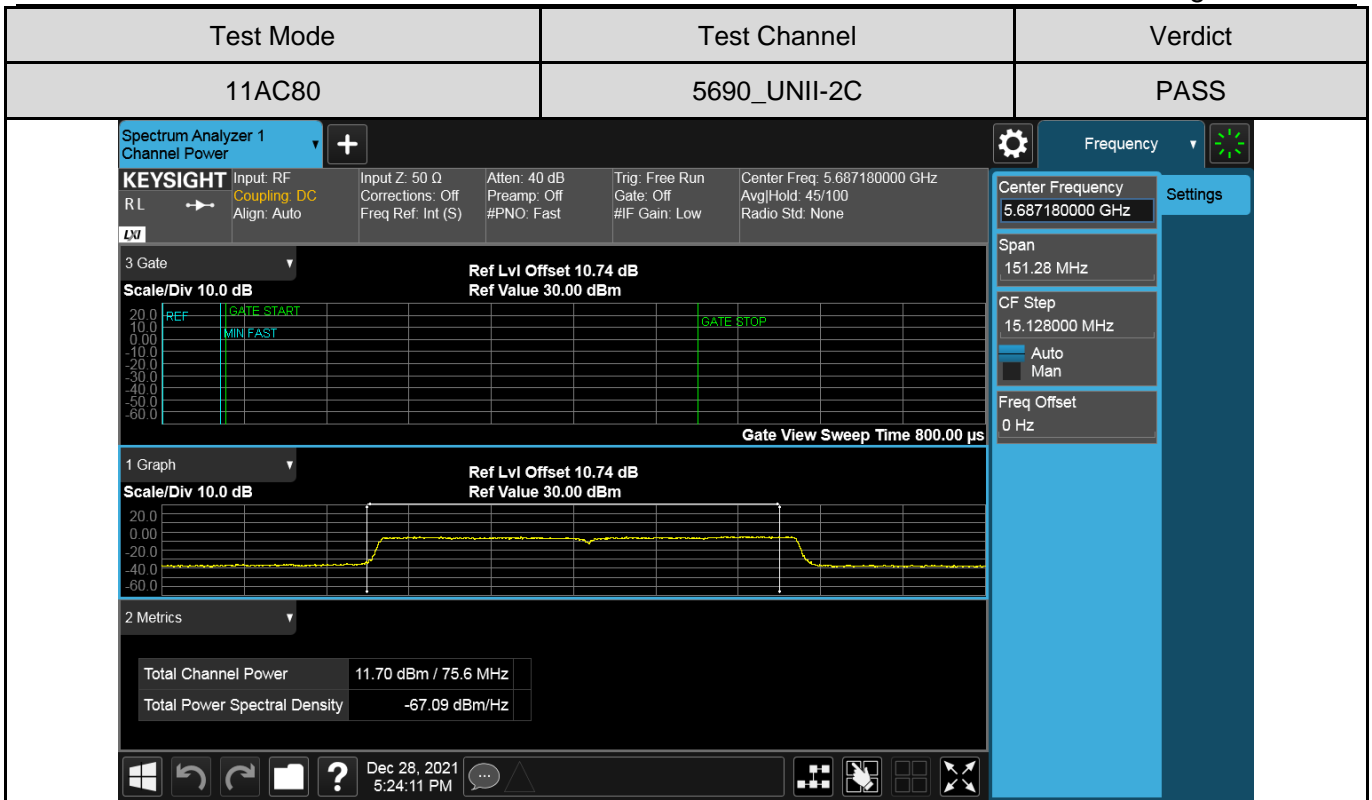 Test Mode Test Channel Verdict
11AC80 5690_UNII-2C PASS
Spectrum Analyzer 1
Channel Power
Frequency
KEYSIGHT Input: RF Input Z: 50 Ω Atten: 40 dB Trig: Free Run Center Freq: 5.687180000 GHz
RL Coupling: DC Corrections: Off Preamp: Off Gate: Off Avg|Hold: 45/100
Align: Auto Freq Ref: Int (S) #PNO: Fast #IF Gain: Low Radio Std: None
LXI
Center Frequency
5.687180000 GHz
Settings
Span
151.28 MHz
CF Step
15.128000 MHz
Auto
Man
Freq Offset
0 Hz
3 Gate
Ref Lvl Offset 10.74 dB
Scale/Div 10.0 dB Ref Value 30.00 dBm
20.0
10.0
0.00
-10.0
-20.0
-30.0
-40.0
-50.0
-60.0
REF
GATE START
MIN FAST
GATE STOP
Gate View Sweep Time 800.00 µs
1 Graph
Ref Lvl Offset 10.74 dB
Scale/Div 10.0 dB Ref Value 30.00 dBm
20.0
0.00
-20.0
-40.0
-60.0
2 Metrics
Total Channel Power 11.70 dBm / 75.6 MHz
Total Power Spectral Density -67.09 dBm/Hz
? Dec 28, 2021
5:24:11 PM